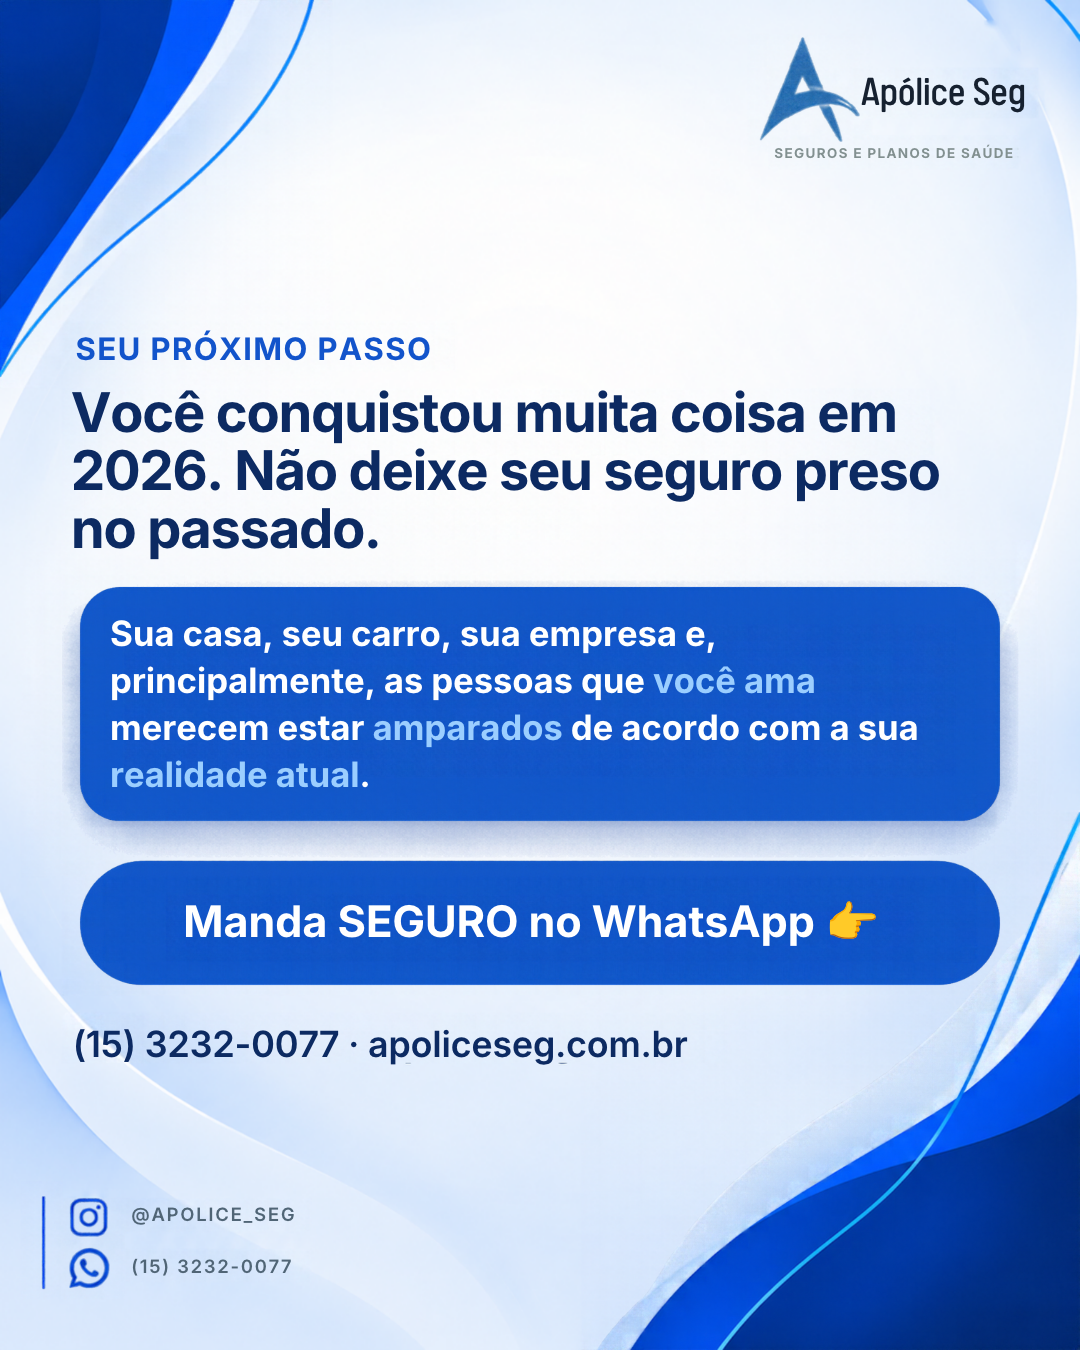 Apólice Seg
SEGUROS E PLANOS DE SAÚDE
SEU PRÓXIMO PASSO
Você conquistou muita coisa em
2026. Não deixe seu seguro preso
no passado.
Sua casa, seu carro, sua empresa e,
principalmente, as pessoas que você ama
merecem estar amparados de acordo com a sua
realidade atual.
Manda SEGURO no WhatsApp 👉
(15) 3232-0077 · apoliceseg.com.br
@APOLICE_SEG
(15) 3232-0077